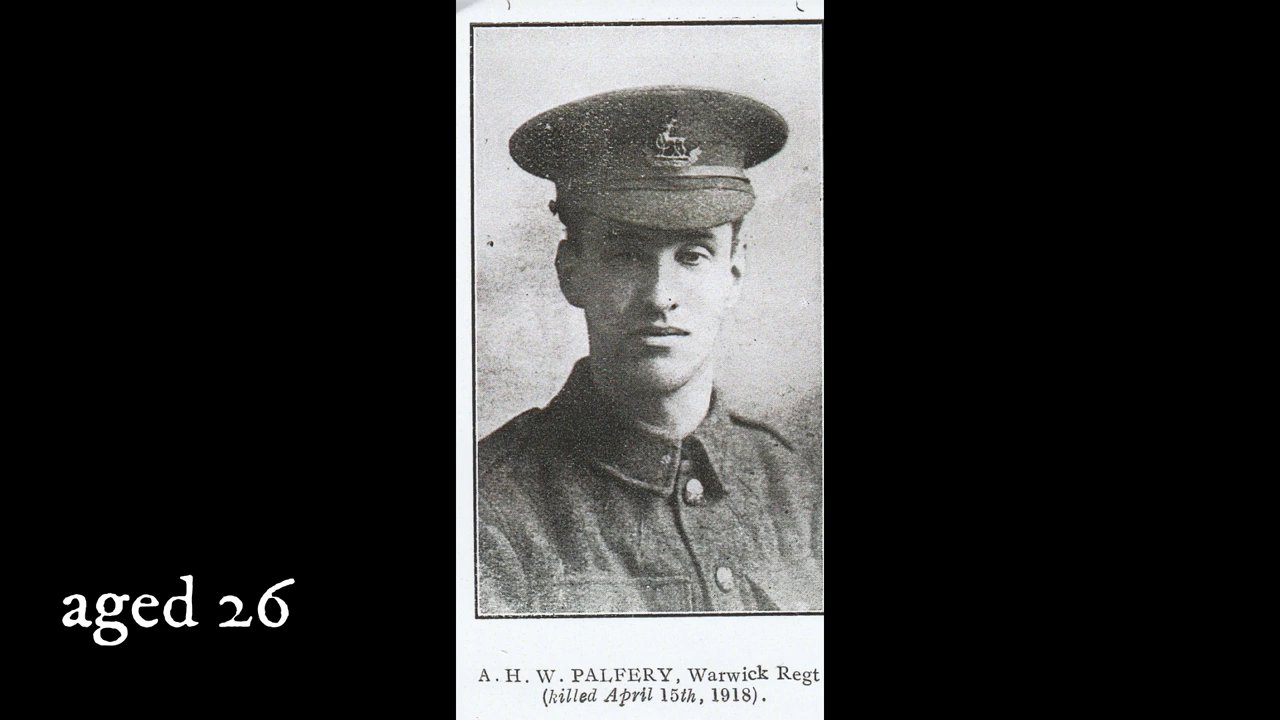 aged 26
A. H. W. PALFERY, Warwick Regt
(killed April 15th, 1918).